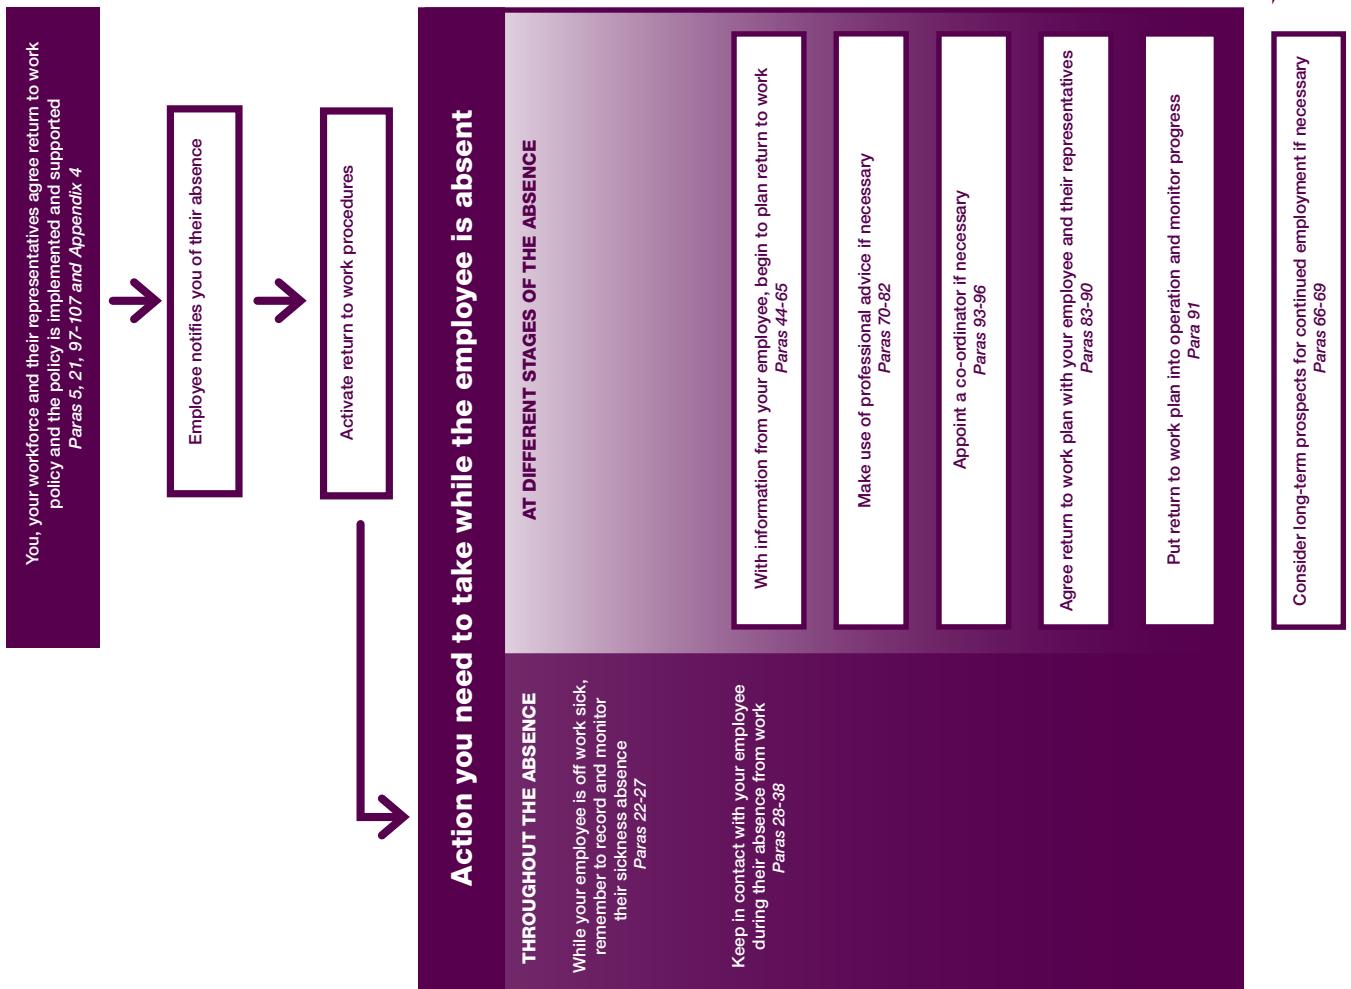 You, your workforce and their representatives agree return to work
policy and the policy is implemented and supported
Paras 5, 21, 97-107 and Appendix 4
Employee notifies you of their absence
Activate return to work procedures
Action you need to take while the employee is absent
THROUGHOUT THE ABSENCE
While your employee is off work sick,
remember to record and monitor
their sickness absence
Paras 22-27
Keep in contact with your employee
during their absence from work
Paras 28-38
AT DIFFERENT STAGES OF THE ABSENCE
With information from your employee, begin to plan return to work
Paras 44-65
Make use of professional advice if necessary
Paras 70-82
Appoint a co-ordinator if necessary
Paras 93-96
Agree return to work plan with your employee and their representatives
Paras 83-90
Put return to work plan into operation and monitor progress
Para 91
Consider long-term prospects for continued employment if necessary
Paras 66-69